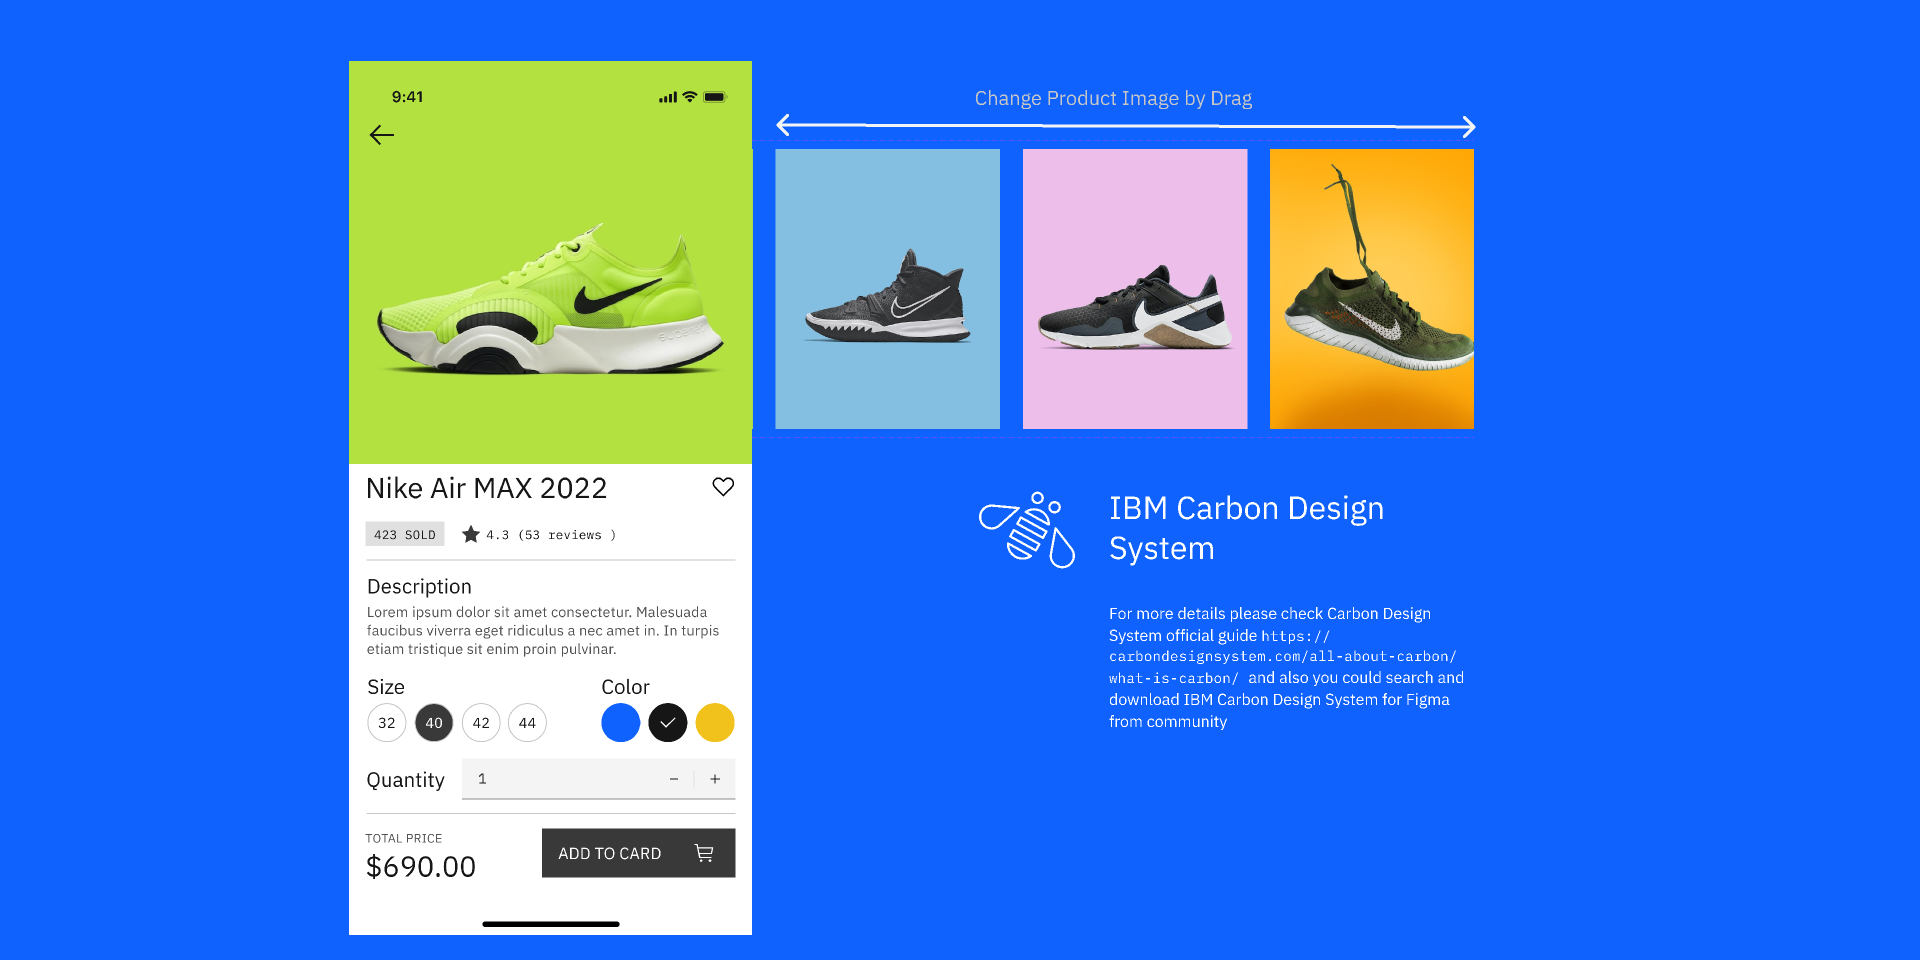 9:41
Change Product Image by Drag
Nike Air MAX 2022
423 SOLD
4.3 (53 reviews )
Description
Lorem ipsum dolor sit amet consectetur. Malesuada
faucibus viverra eget ridiculus a nec amet in. In turpis
etiam tristique sit enim proin pulvinar.
Size
32
40
42
44
Color
Quantity
1
TOTAL PRICE
$690.00
ADD TO CARD
IBM Carbon Design
System
For more details please check Carbon Design
System official guide https://
carbondesignsystem.com/all-about-carbon/
what-is-carbon/ and also you could search and
download IBM Carbon Design System for Figma
from community